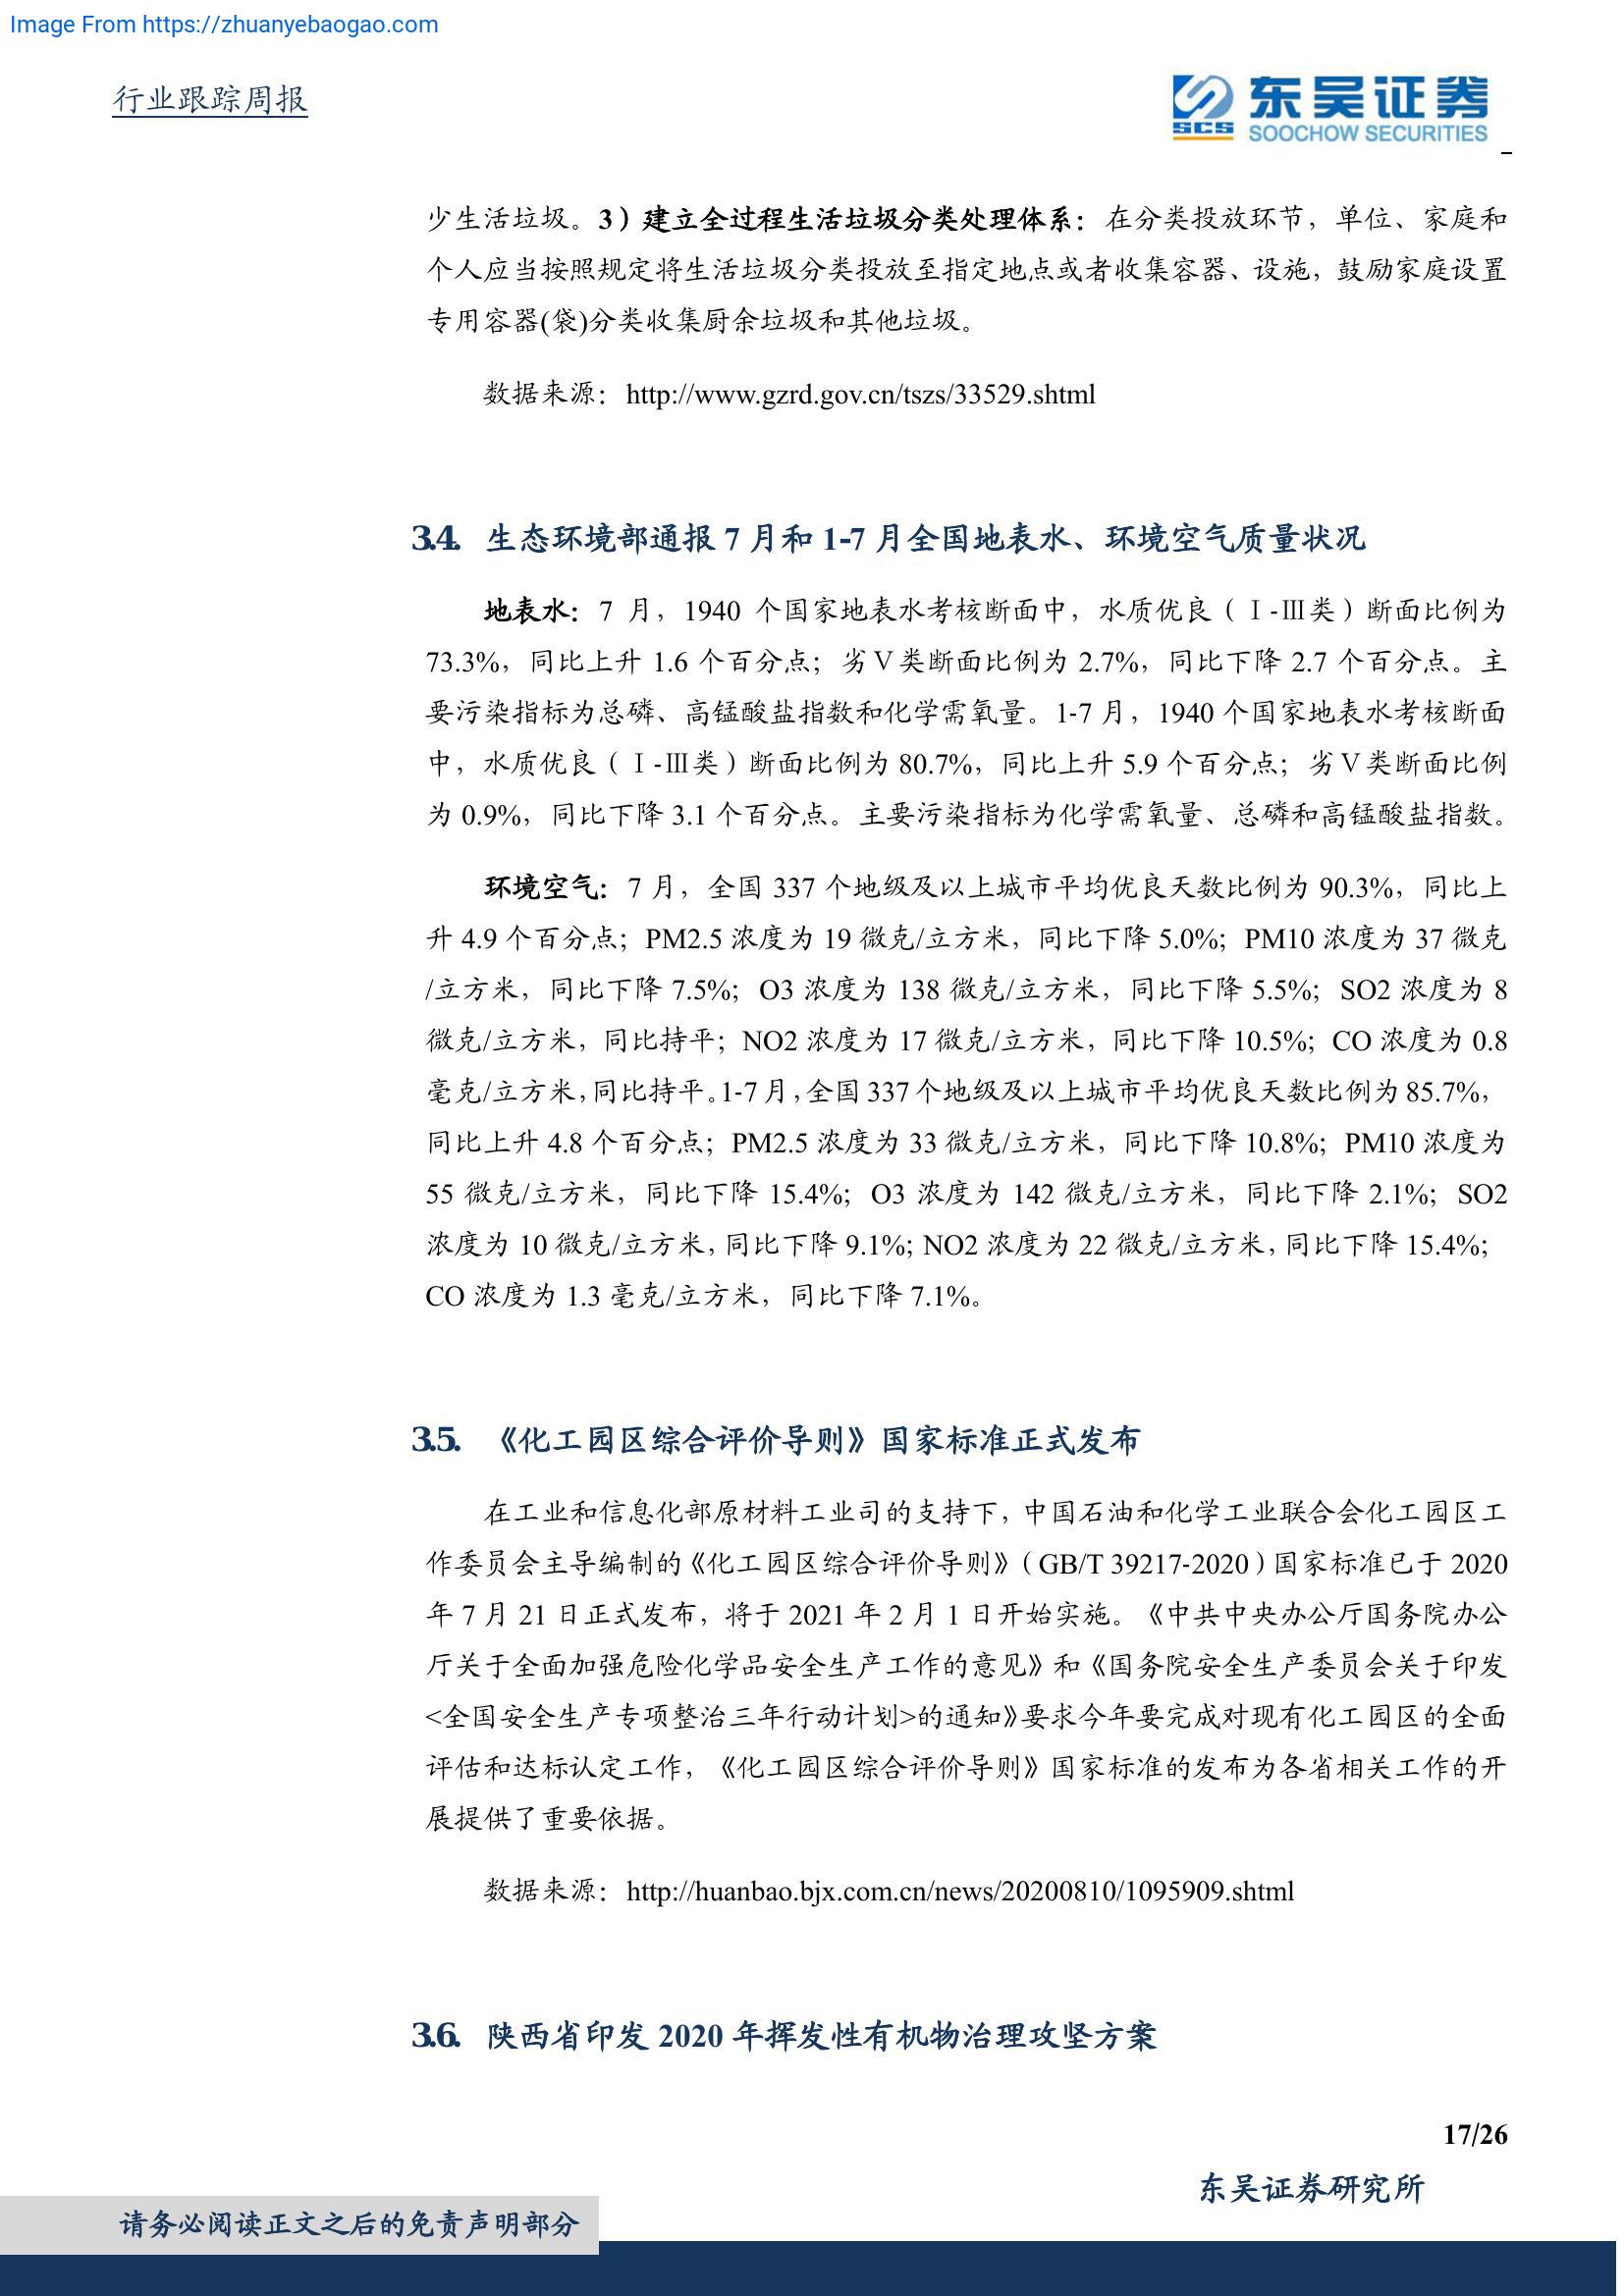 Image From https://zhuanyebaogao.com
行业跟踪周报
SCS 东吴证券
SOOCHOW SECURITIES
少生活垃圾。3）建立全过程生活垃圾分类处理体系：在分类投放环节，单位、家庭和
个人应当按照规定将生活垃圾分类投放至指定地点或者收集容器、设施，鼓励家庭设置
专用容器(袋)分类收集厨余垃圾和其他垃圾。
数据来源：http://www.gzrd.gov.cn/tszs/33529.shtml
3.4. 生态环境部通报 7 月和 1-7 月全国地表水、环境空气质量状况
地表水：7 月，1940 个国家地表水考核断面中，水质优良（Ⅰ-Ⅲ类）断面比例为
73.3%，同比上升 1.6 个百分点；劣Ⅴ类断面比例为 2.7%，同比下降 2.7 个百分点。主
要污染指标为总磷、高锰酸盐指数和化学需氧量。1-7 月，1940 个国家地表水考核断面
中，水质优良（Ⅰ-Ⅲ类）断面比例为 80.7%，同比上升 5.9 个百分点；劣Ⅴ类断面比例
为 0.9%，同比下降 3.1 个百分点。主要污染指标为化学需氧量、总磷和高锰酸盐指数。
环境空气：7 月，全国 337 个地级及以上城市平均优良天数比例为 90.3%，同比上
升 4.9 个百分点；PM2.5 浓度为 19 微克/立方米，同比下降 5.0%；PM10 浓度为 37 微克
/立方米，同比下降 7.5%；O3 浓度为 138 微克/立方米，同比下降 5.5%；SO2 浓度为 8
微克/立方米，同比持平；NO2 浓度为 17 微克/立方米，同比下降 10.5%；CO 浓度为 0.8
毫克/立方米，同比持平。1-7 月，全国 337 个地级及以上城市平均优良天数比例为 85.7%，
同比上升 4.8 个百分点；PM2.5 浓度为 33 微克/立方米，同比下降 10.8%；PM10 浓度为
55 微克/立方米，同比下降 15.4%；O3 浓度为 142 微克/立方米，同比下降 2.1%；SO2
浓度为 10 微克/立方米，同比下降 9.1%；NO2 浓度为 22 微克/立方米，同比下降 15.4%；
CO 浓度为 1.3 毫克/立方米，同比下降 7.1%。
3.5. 《化工园区综合评价导则》国家标准正式发布
在工业和信息化部原材料工业司的支持下，中国石油和化学工业联合会化工园区工
作委员会主导编制的《化工园区综合评价导则》（GB/T 39217-2020）国家标准已于 2020
年 7 月 21 日正式发布，将于 2021 年 2 月 1 日开始实施。《中共中央办公厅国务院办公
厅关于全面加强危险化学品安全生产工作的意见》和《国务院安全生产委员会关于印发
<全国安全生产专项整治三年行动计划>的通知》要求今年要完成对现有化工园区的全面
评估和达标认定工作，《化工园区综合评价导则》国家标准的发布为各省相关工作的开
展提供了重要依据。
数据来源：http://huanbao.bjx.com.cn/news/20200810/1095909.shtml
3.6. 陕西省印发 2020 年挥发性有机物治理攻坚方案
17/26
东吴证券研究所
请务必阅读正文之后的免责声明部分